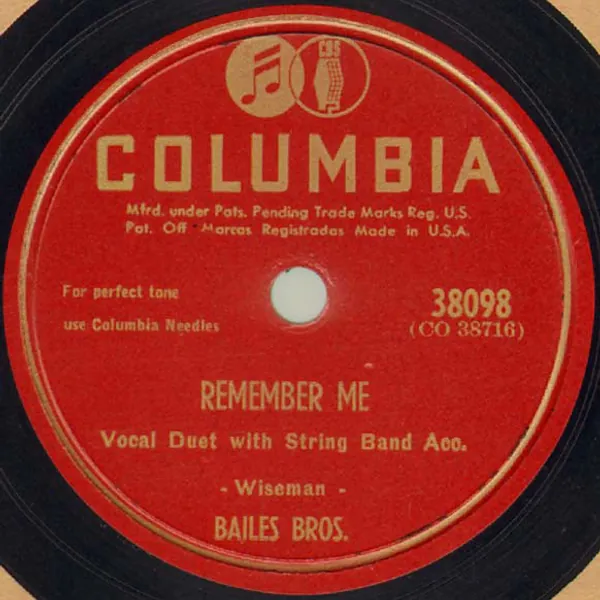 CBS
COLUMBIA
Mfrd. under Pats. Pending Trade Marks Reg. U.S.
Pat. Off Marcas Registradas Made in U.S.A.
For perfect tone
use Columbia Needles
38098
(CO 38716)
REMEMBER ME
Vocal Duet with String Band Acc.
- Wiseman -
BAILES BROS.